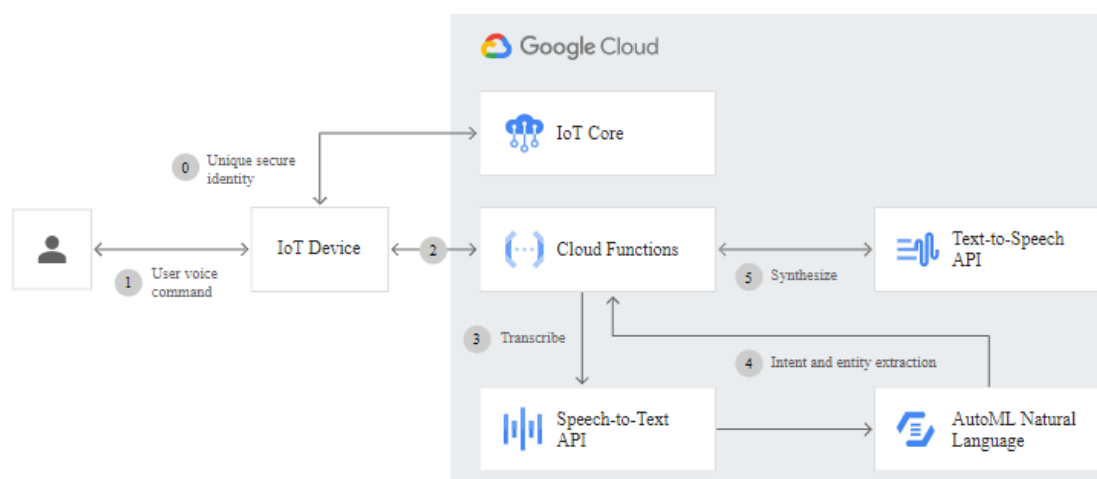 Google Cloud
IoT Core
0
Unique secure
identity
IoT Device
2
Cloud Functions
Text-to-Speech
API
1
User voice
command
5
Synthesize
3
Transcribe
4
Intent and entity extraction
Speech-to-Text
API
AutoML Natural
Language